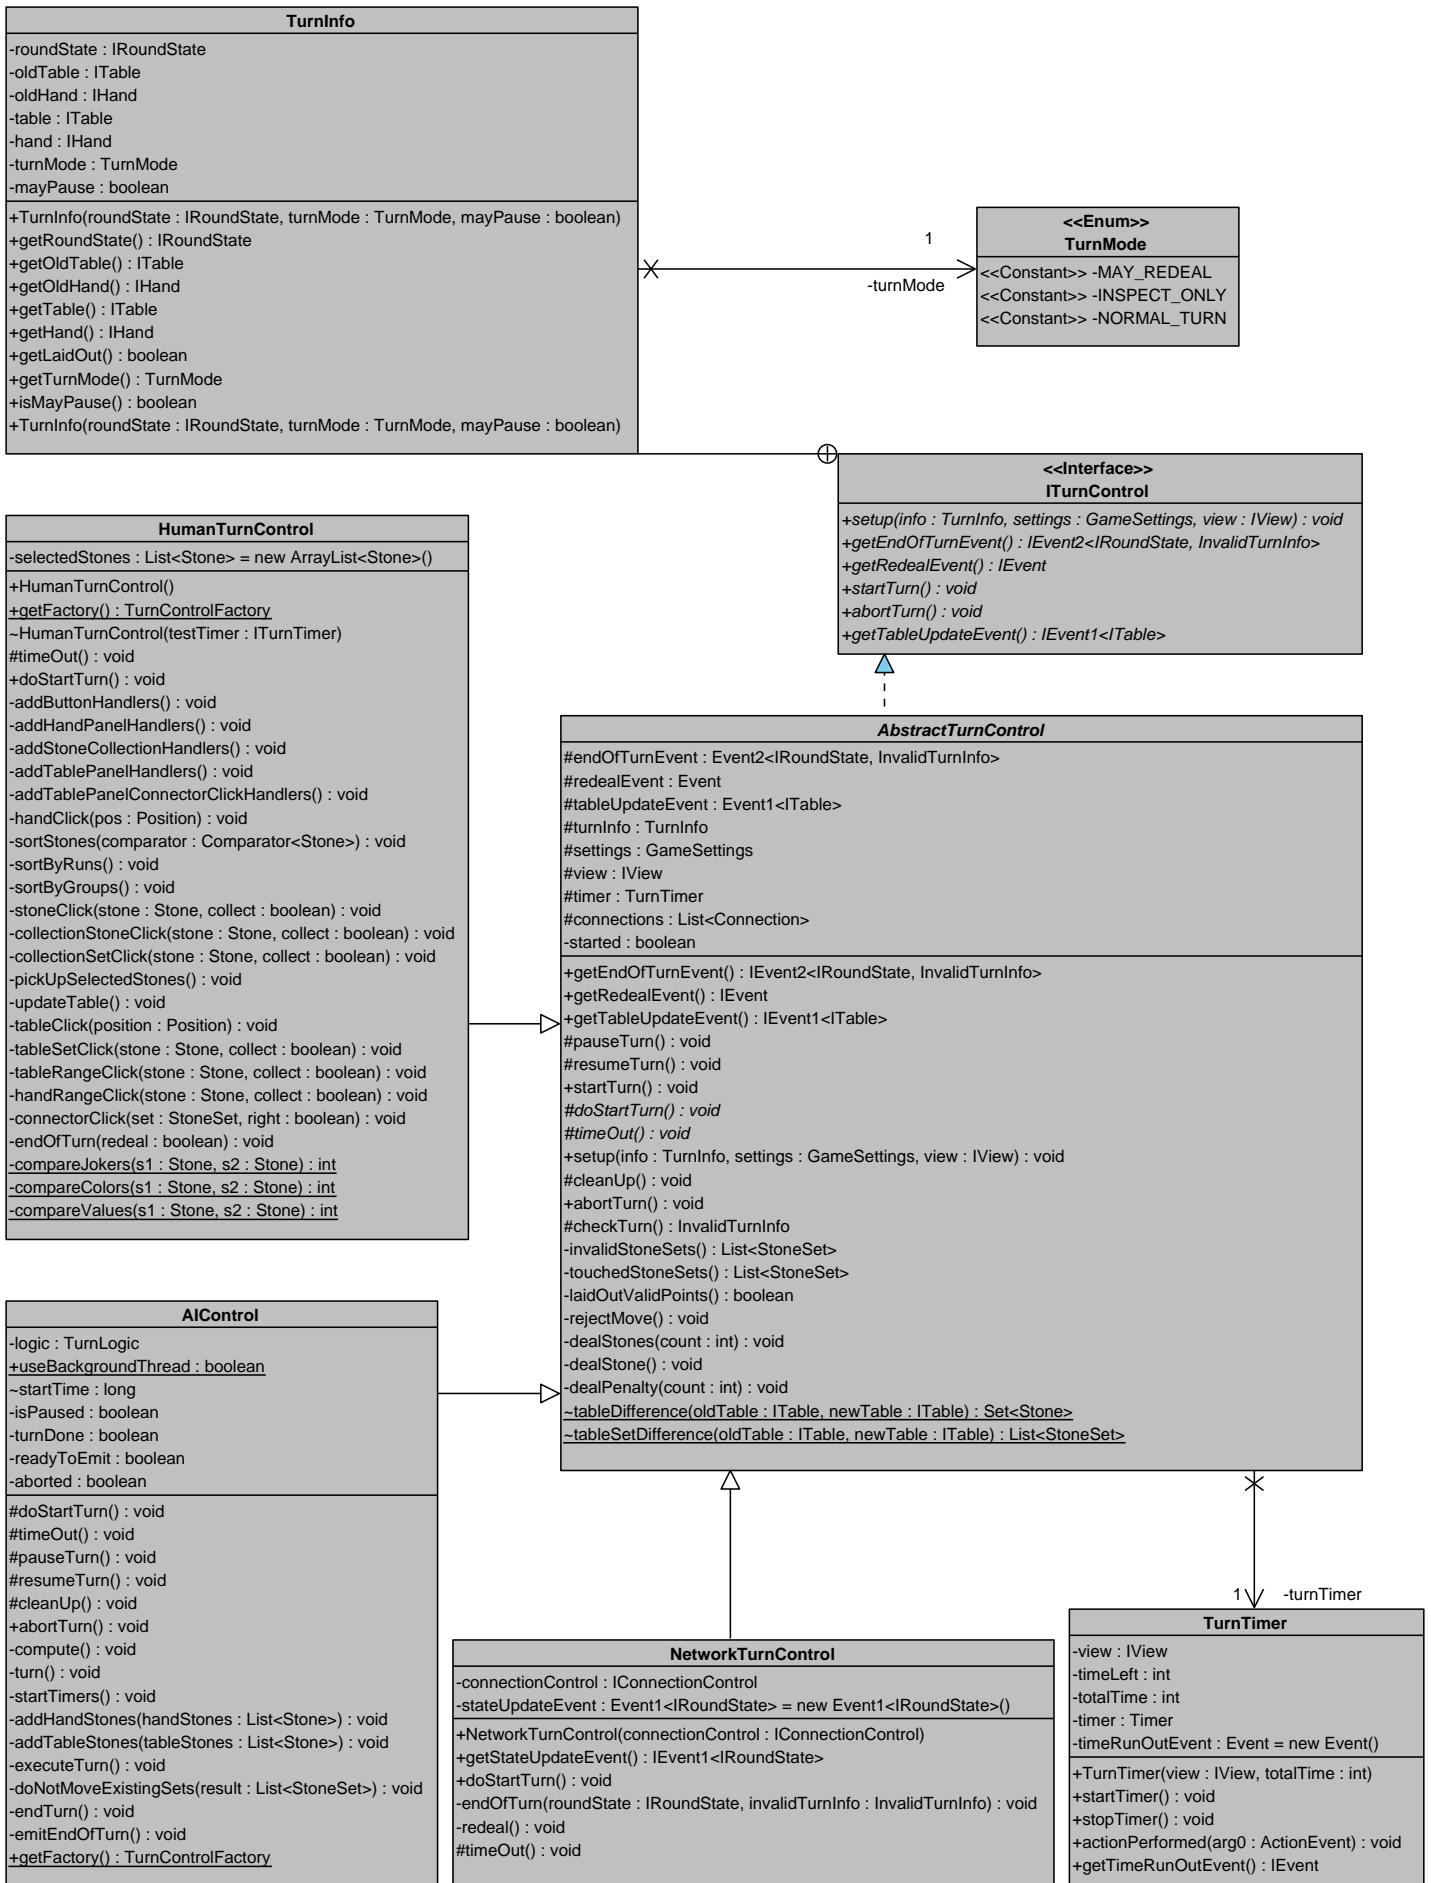 TurnInfo
-roundState : IRoundState
-oldTable : ITable
-oldHand : IHand
-table : ITable
-hand : IHand
-turnMode : TurnMode
-mayPause : boolean
+TurnInfo(roundState : IRoundState, turnMode : TurnMode, mayPause : boolean)
+getRoundState() : IRoundState
+getOldTable() : ITable
+getOldHand() : IHand
+getTable() : ITable
+getHand() : IHand
+getLaidOut() : boolean
+getTurnMode() : TurnMode
+isMayPause() : boolean
+TurnInfo(roundState : IRoundState, turnMode : TurnMode, mayPause : boolean)
1
-turnMode
<<Enum>>
TurnMode
<<Constant>> -MAY_REDEAL
<<Constant>> -INSPECT_ONLY
<<Constant>> -NORMAL_TURN
<<Interface>>
ITurnControl
+setup(info : TurnInfo, settings : GameSettings, view : IView) : void
+getEndOfTurnEvent() : IEvent2<IRoundState, InvalidTurnInfo>
+getRedealEvent() : IEvent
+startTurn() : void
+abortTurn() : void
+getTableUpdateEvent() : IEvent1<ITable>
HumanTurnControl
-selectedStones : List<Stone> = new ArrayList<Stone>()
+HumanTurnControl()
+getFactory() : TurnControlFactory
~HumanTurnControl(testTimer : ITurnTimer)
#timeOut() : void
+doStartTurn() : void
-addButtonHandlers() : void
-addHandPanelHandlers() : void
-addStoneCollectionHandlers() : void
-addTablePanelHandlers() : void
-addTablePanelConnectorClickHandlers() : void
-handClick(pos : Position) : void
-sortStones(comparator : Comparator<Stone>) : void
-sortByRuns() : void
-sortByGroups() : void
-stoneClick(stone : Stone, collect : boolean) : void
-collectionStoneClick(stone : Stone, collect : boolean) : void
-collectionSetClick(stone : Stone, collect : boolean) : void
-pickUpSelectedStones() : void
-updateTable() : void
-tableClick(position : Position) : void
-tableSetClick(stone : Stone, collect : boolean) : void
-tableRangeClick(stone : Stone, collect : boolean) : void
-handRangeClick(stone : Stone, collect : boolean) : void
-connectorClick(set : StoneSet, right : boolean) : void
-endOfTurn(redeal : boolean) : void
-compareJokers(s1 : Stone, s2 : Stone) : int
-compareColors(s1 : Stone, s2 : Stone) : int
-compareValues(s1 : Stone, s2 : Stone) : int
AbstractTurnControl
#endOfTurnEvent : Event2<IRoundState, InvalidTurnInfo>
#redealEvent : Event
#tableUpdateEvent : Event1<ITable>
#turnInfo : TurnInfo
#settings : GameSettings
#view : IView
#timer : TurnTimer
#connections : List<Connection>
-started : boolean
+getEndOfTurnEvent() : IEvent2<IRoundState, InvalidTurnInfo>
+getRedealEvent() : IEvent
+getTableUpdateEvent() : IEvent1<ITable>
#pauseTurn() : void
#resumeTurn() : void
+startTurn() : void
#doStartTurn() : void
#timeOut() : void
+setup(info : TurnInfo, settings : GameSettings, view : IView) : void
#cleanUp() : void
+abortTurn() : void
#checkTurn() : InvalidTurnInfo
-invalidStoneSets() : List<StoneSet>
-touchedStoneSets() : List<StoneSet>
-laidOutValidPoints() : boolean
-rejectMove() : void
-dealStones(count : int) : void
-dealStone() : void
-dealPenalty(count : int) : void
~tableDifference(oldTable : ITable, newTable : ITable) : Set<Stone>
~tableSetDifference(oldTable : ITable, newTable : ITable) : List<StoneSet>
AIControl
-logic : TurnLogic
+useBackgroundThread : boolean
~startTime : long
-isPaused : boolean
-turnDone : boolean
-readyToEmit : boolean
-aborted : boolean
#doStartTurn() : void
#timeOut() : void
#pauseTurn() : void
#resumeTurn() : void
#cleanUp() : void
+abortTurn() : void
-compute() : void
-turn() : void
-startTimers() : void
-addHandStones(handStones : List<Stone>) : void
-addTableStones(tableStones : List<Stone>) : void
-executeTurn() : void
-doNotMoveExistingSets(result : List<StoneSet>) : void
-endTurn() : void
-emitEndOfTurn() : void
+getFactory() : TurnControlFactory
NetworkTurnControl
-connectionControl : IConnectionControl
-stateUpdateEvent : Event1<IRoundState> = new Event1<IRoundState>()
+NetworkTurnControl(connectionControl : IConnectionControl)
+getStateUpdateEvent() : IEvent1<IRoundState>
+doStartTurn() : void
-endOfTurn(roundState : IRoundState, invalidTurnInfo : InvalidTurnInfo) : void
-redeal() : void
#timeOut() : void
1
-turnTimer
TurnTimer
-view : IView
-timeLeft : int
-totalTime : int
-timer : Timer
-timeRunOutEvent : Event = new Event()
+TurnTimer(view : IView, totalTime : int)
+startTimer() : void
+stopTimer() : void
+actionPerformed(arg0 : ActionEvent) : void
+getTimeRunOutEvent() : IEvent